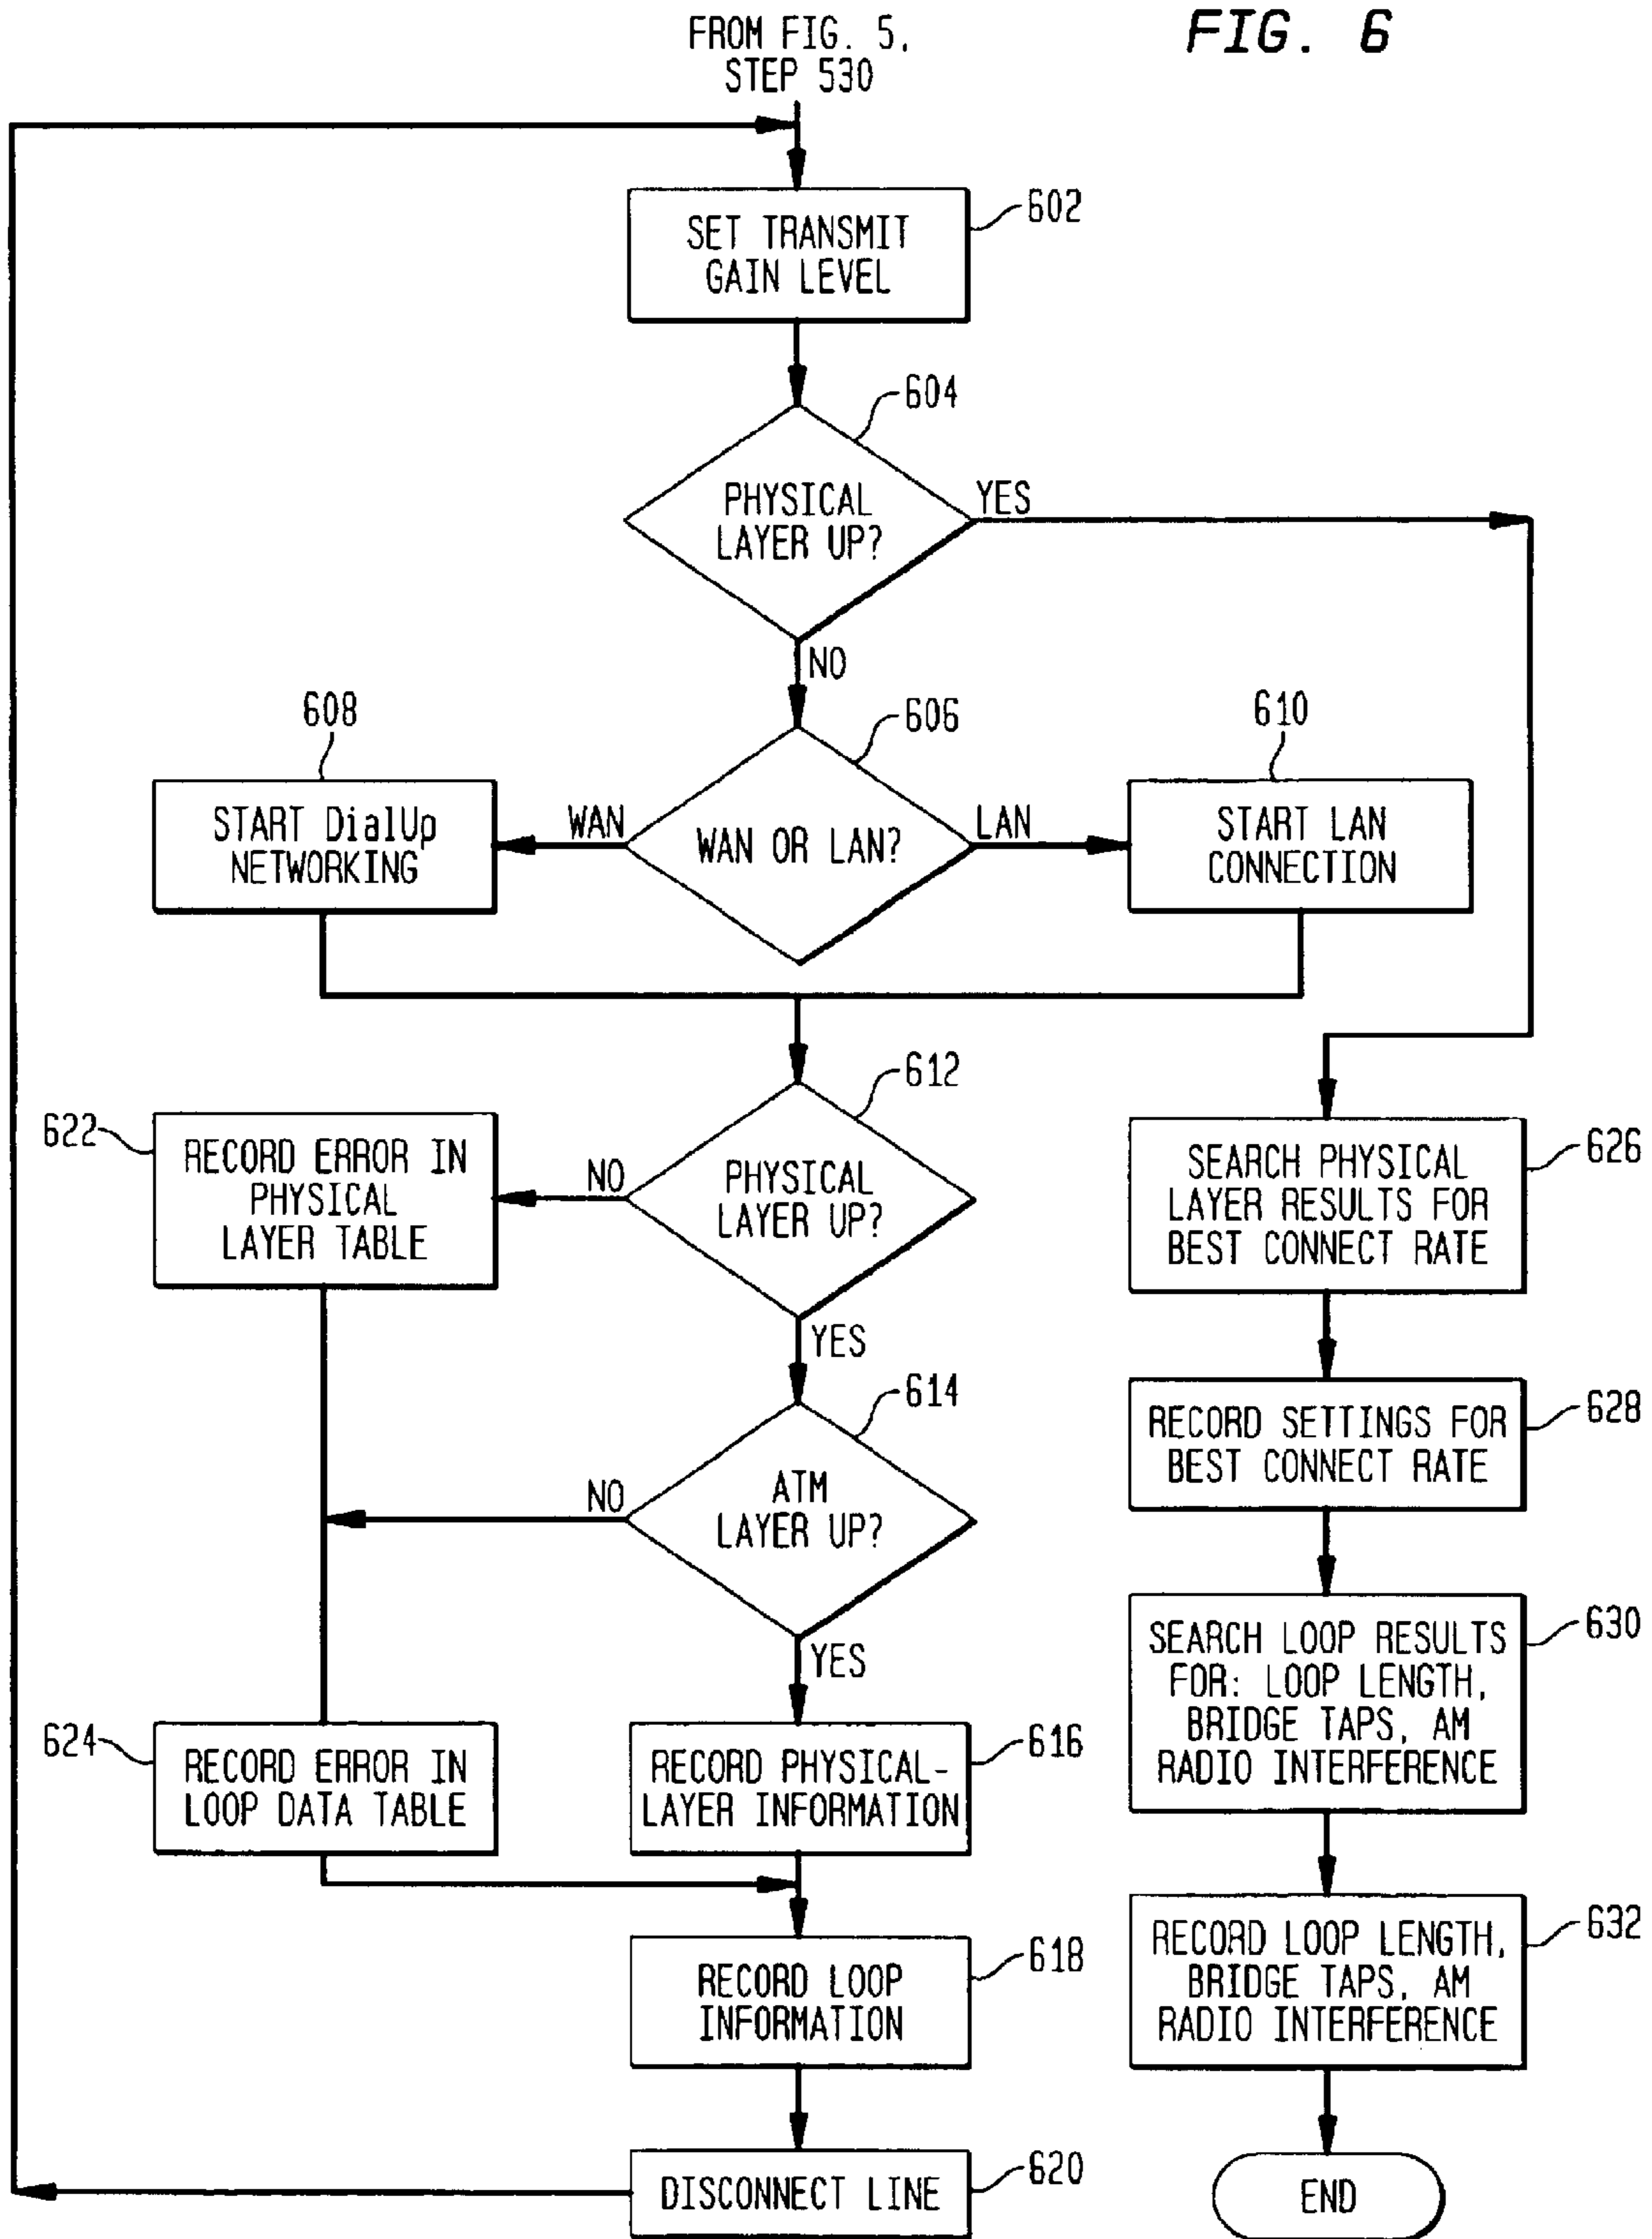 FROM FIG. 5,
STEP 530
FIG. 6
602
SET TRANSMIT
GAIN LEVEL
604
PHYSICAL
LAYER UP?
YES
NO
608
606
610
START DialUp
NETWORKING
WAN
WAN OR LAN?
LAN
START LAN
CONNECTION
612
622
RECORD ERROR IN
PHYSICAL
LAYER TABLE
NO
PHYSICAL
LAYER UP?
YES
626
SEARCH PHYSICAL
LAYER RESULTS FOR
BEST CONNECT RATE
614
NO
ATM
LAYER UP?
YES
628
RECORD SETTINGS FOR
BEST CONNECT RATE
630
SEARCH LOOP RESULTS
FOR: LOOP LENGTH,
BRIDGE TAPS, AM
RADIO INTERFERENCE
624
RECORD ERROR IN
LOOP DATA TABLE
616
RECORD PHYSICAL-
LAYER INFORMATION
618
RECORD LOOP
INFORMATION
632
RECORD LOOP LENGTH,
BRIDGE TAPS, AM
RADIO INTERFERENCE
620
DISCONNECT LINE
END